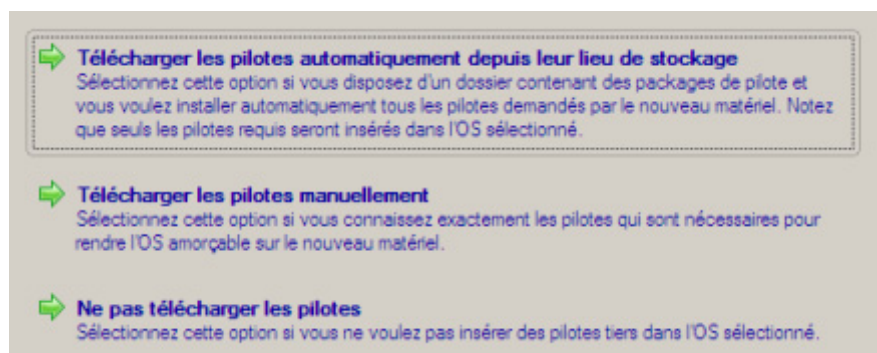 Télécharger les pilotes automatiquement depuis leur lieu de stockage
Sélectionnez cette option si vous disposez d'un dossier contenant des packages de pilote et
vous voulez installer automatiquement tous les pilotes demandés par le nouveau matériel. Notez
que seuls les pilotes requis seront insérés dans l'OS sélectionné.
Télécharger les pilotes manuellement
Sélectionnez cette option si vous connaissez exactement les pilotes qui sont nécessaires pour
rendre l'OS amorçable sur le nouveau matériel.
Ne pas télécharger les pilotes
Sélectionnez cette option si vous ne voulez pas insérer des pilotes tiers dans l'OS sélectionné.